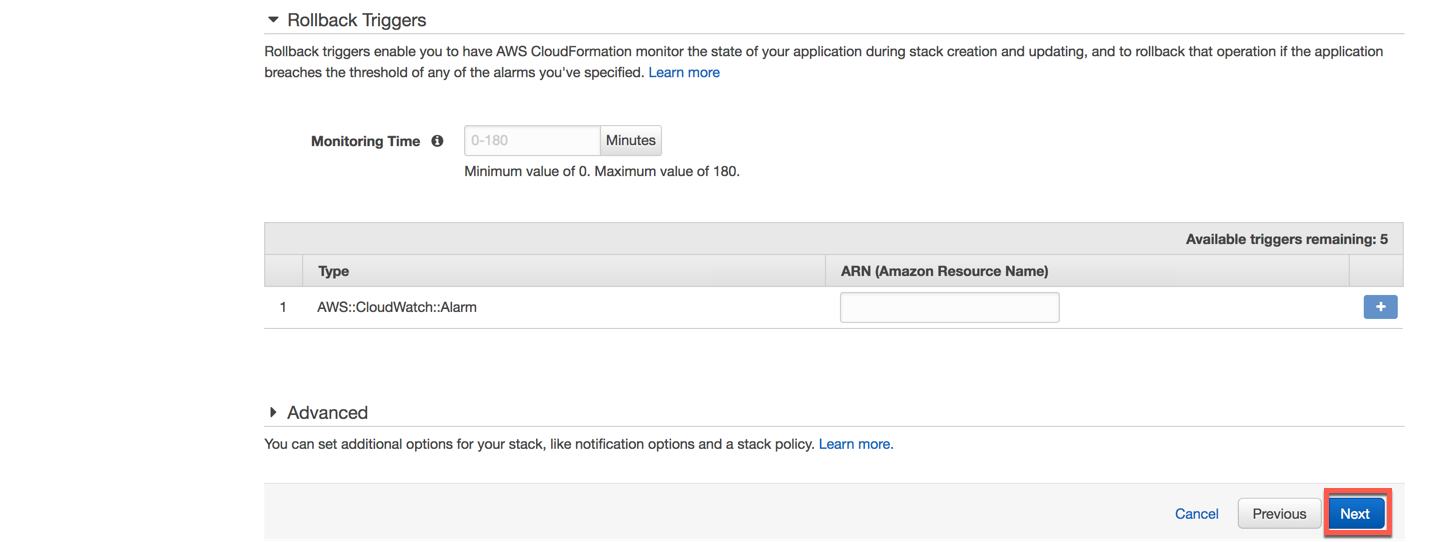 Rollback Triggers
Rollback triggers enable you to have AWS CloudFormation monitor the state of your application during stack creation and updating, and to rollback that operation if the application
breaches the threshold of any of the alarms you've specified. Learn more
Monitoring Time 0-180 Minutes
Minimum value of 0. Maximum value of 180.
Available triggers remaining: 5
Type ARN (Amazon Resource Name)
1 AWS::CloudWatch::Alarm +
Advanced
You can set additional options for your stack, like notification options and a stack policy. Learn more.
Cancel Previous Next